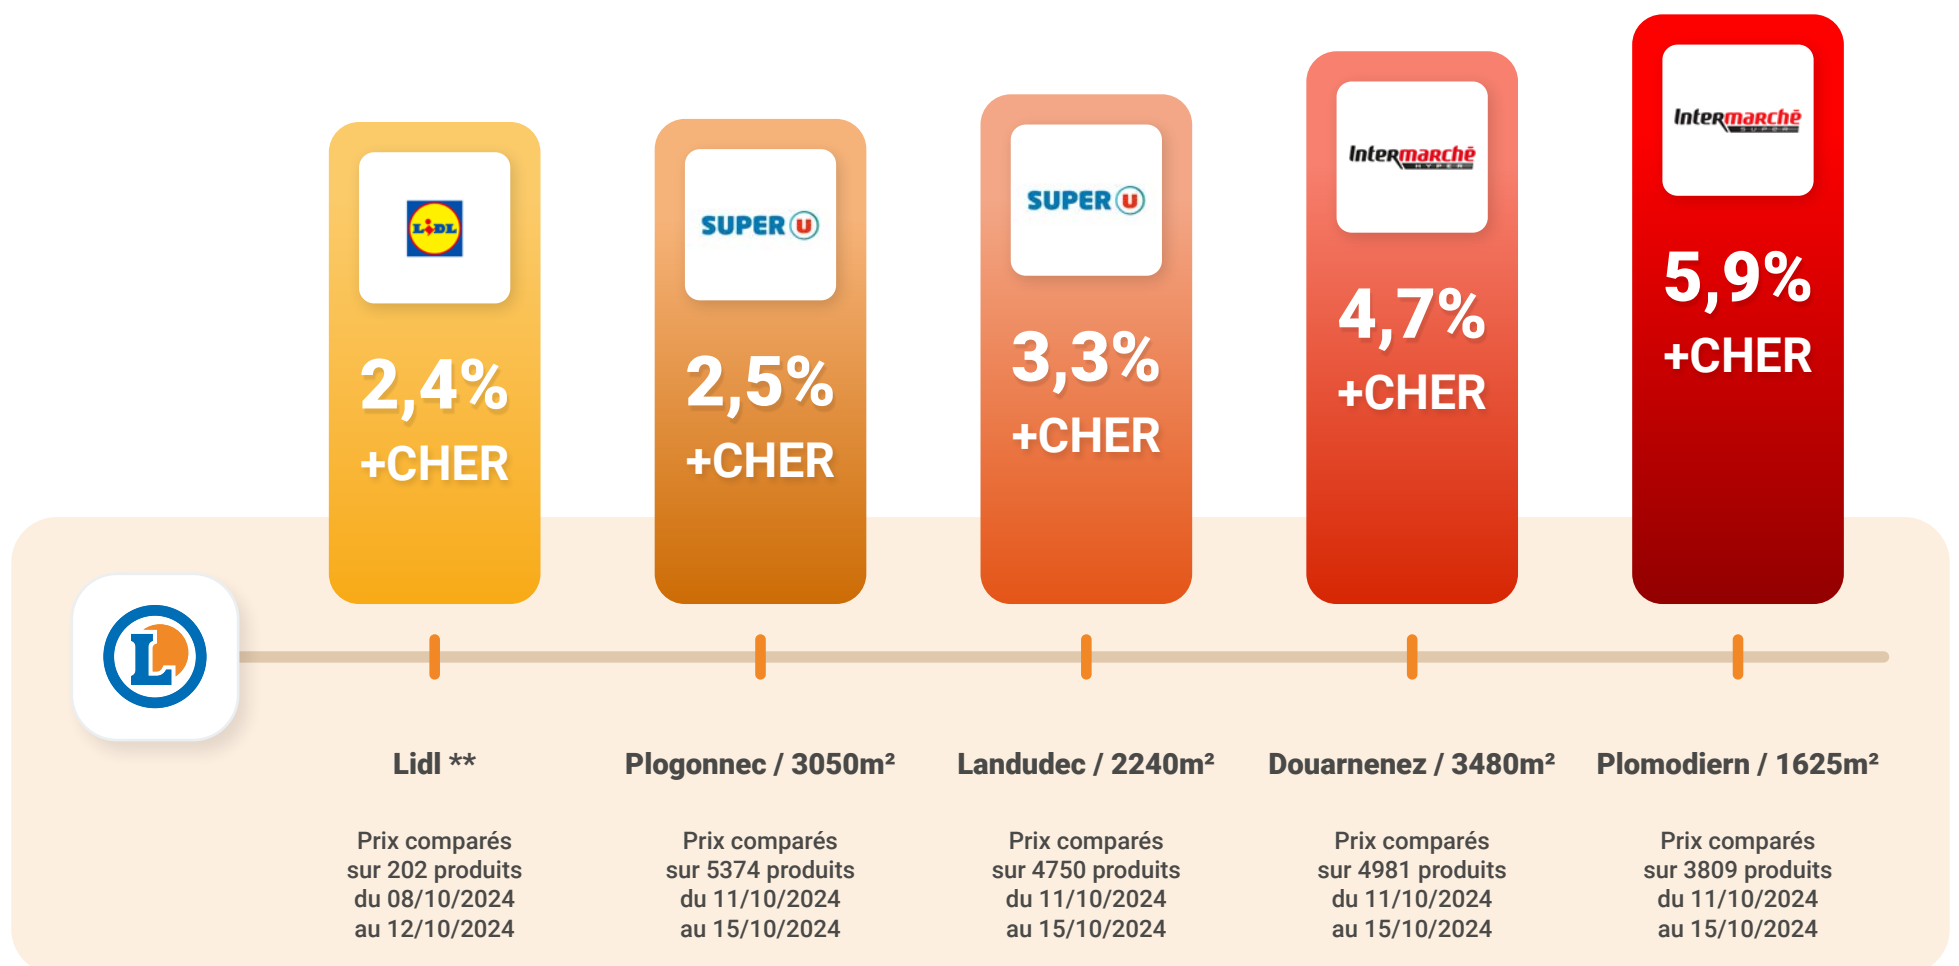 LIDL
2,4%
+CHER
SUPER U
2,5%
+CHER
SUPER U
3,3%
+CHER
Intermarchē
HYPER
4,7%
+CHER
Intermarchē
SUPER
5,9%
+CHER
L
Lidl **
Prix comparés
sur 202 produits
du 08/10/2024
au 12/10/2024
Plogonnec / 3050m²
Prix comparés
sur 5374 produits
du 11/10/2024
au 15/10/2024
Landudec / 2240m²
Prix comparés
sur 4750 produits
du 11/10/2024
au 15/10/2024
Douarnenez / 3480m²
Prix comparés
sur 4981 produits
du 11/10/2024
au 15/10/2024
Plomodiern / 1625m²
Prix comparés
sur 3809 produits
du 11/10/2024
au 15/10/2024